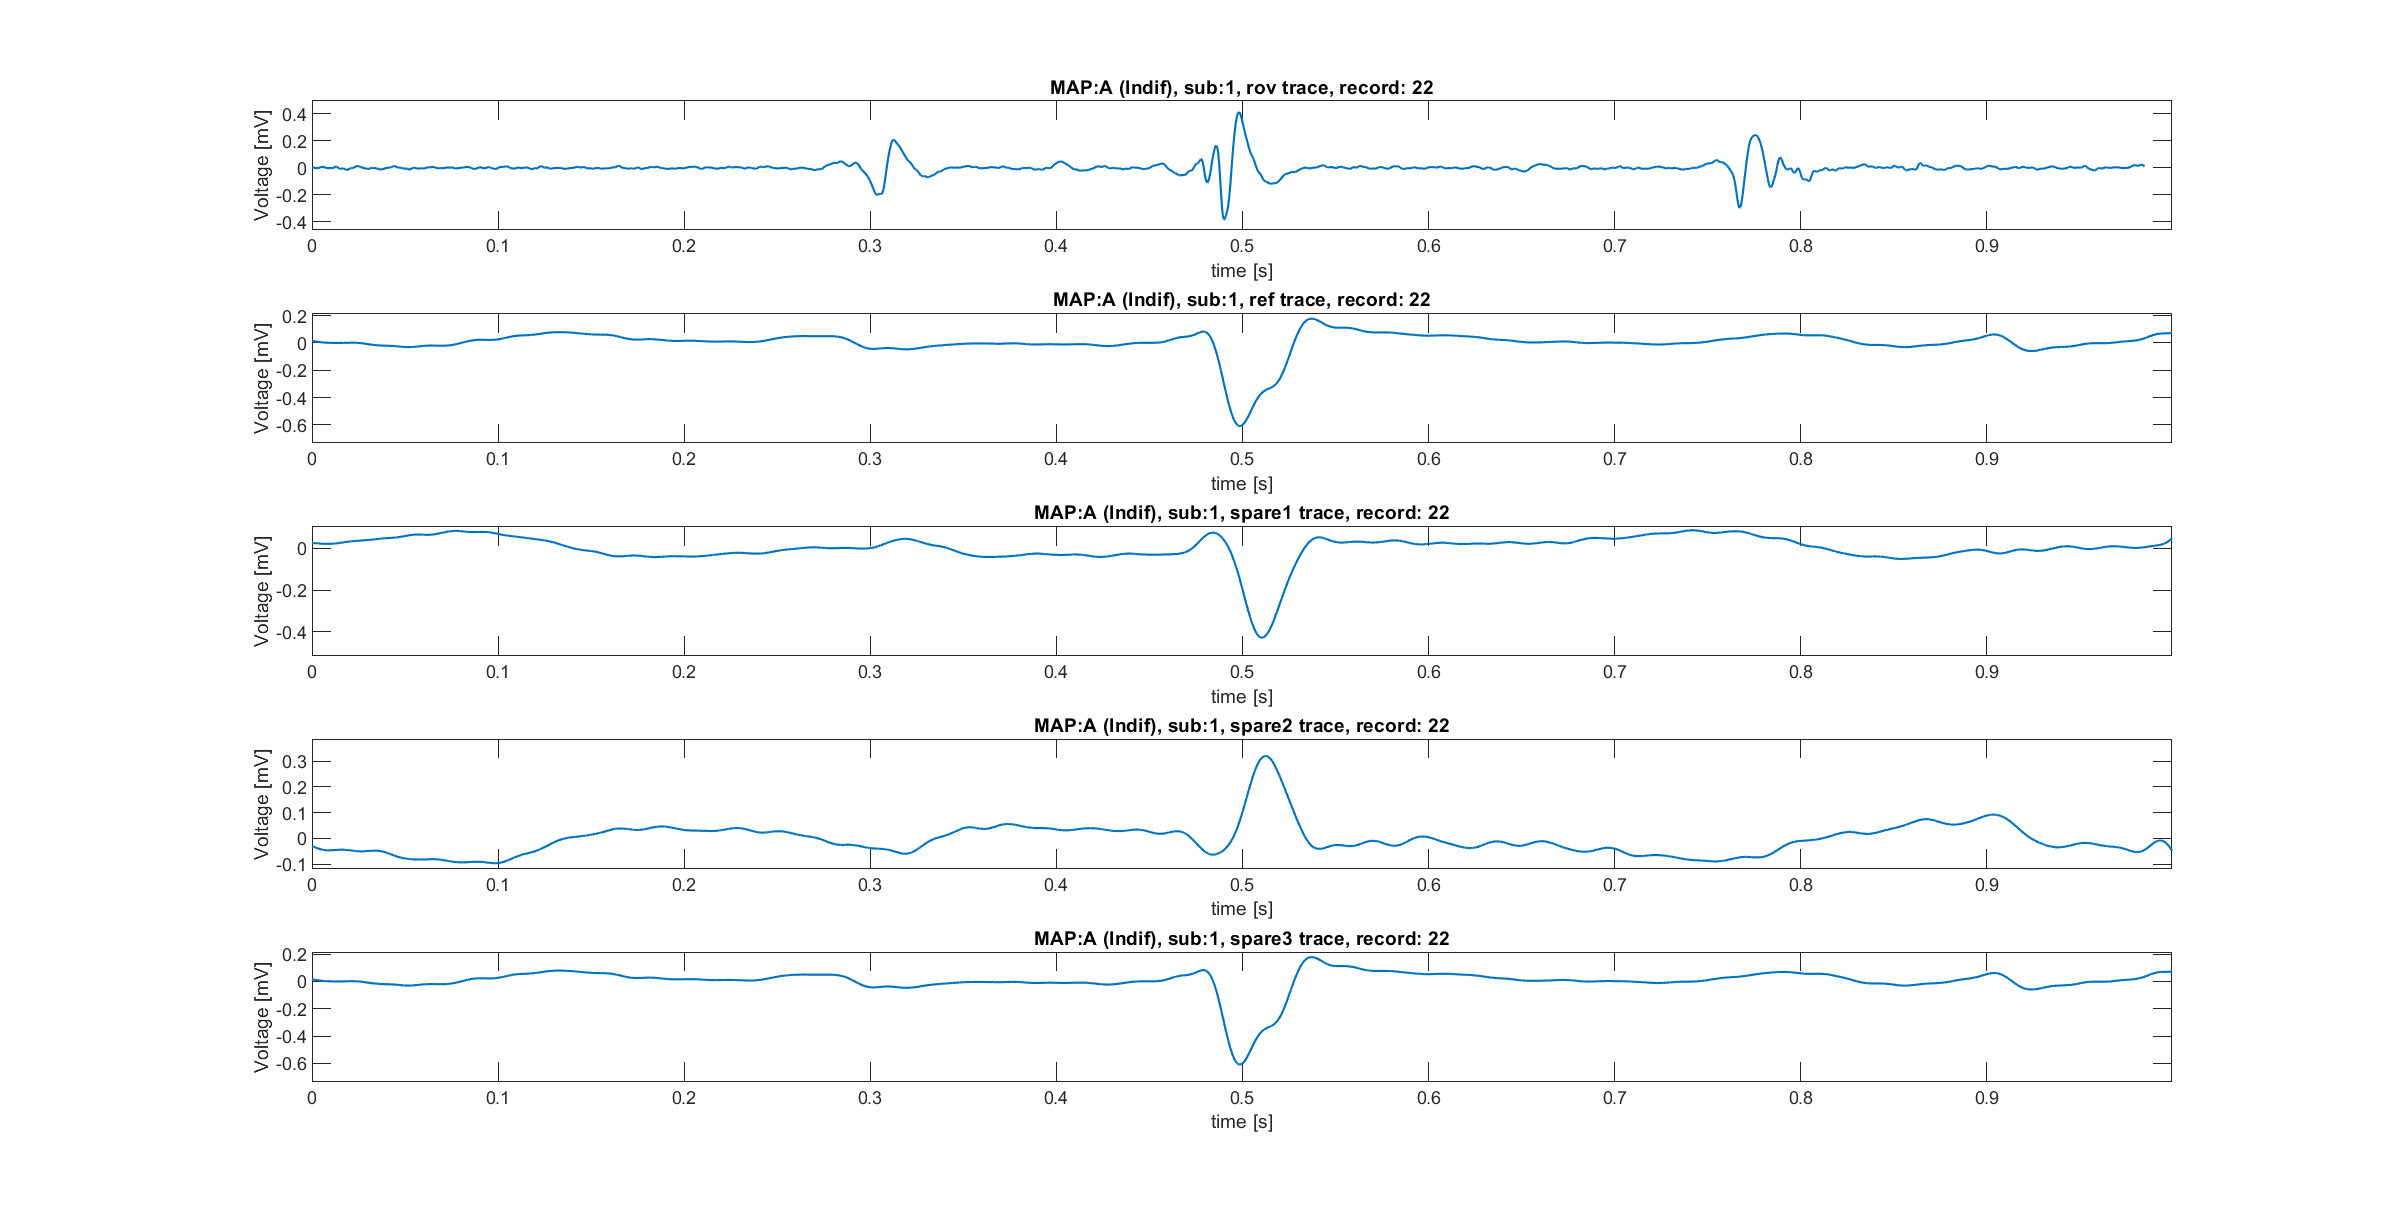 MAP:A (Indif), sub:1, rov trace, record: 22
Voltage [mV]
0.4
0.2
0
-0.2
-0.4
0 0.1 0.2 0.3 0.4 0.5 0.6 0.7 0.8 0.9
time [s]
MAP:A (Indif), sub:1, ref trace, record: 22
Voltage [mV]
0.2
0
-0.2
-0.4
-0.6
0 0.1 0.2 0.3 0.4 0.5 0.6 0.7 0.8 0.9
time [s]
MAP:A (Indif), sub:1, spare1 trace, record: 22
Voltage [mV]
0
-0.2
-0.4
0 0.1 0.2 0.3 0.4 0.5 0.6 0.7 0.8 0.9
time [s]
MAP:A (Indif), sub:1, spare2 trace, record: 22
Voltage [mV]
0.3
0.2
0.1
0
-0.1
0 0.1 0.2 0.3 0.4 0.5 0.6 0.7 0.8 0.9
time [s]
MAP:A (Indif), sub:1, spare3 trace, record: 22
Voltage [mV]
0.2
0
-0.2
-0.4
-0.6
0 0.1 0.2 0.3 0.4 0.5 0.6 0.7 0.8 0.9
time [s]